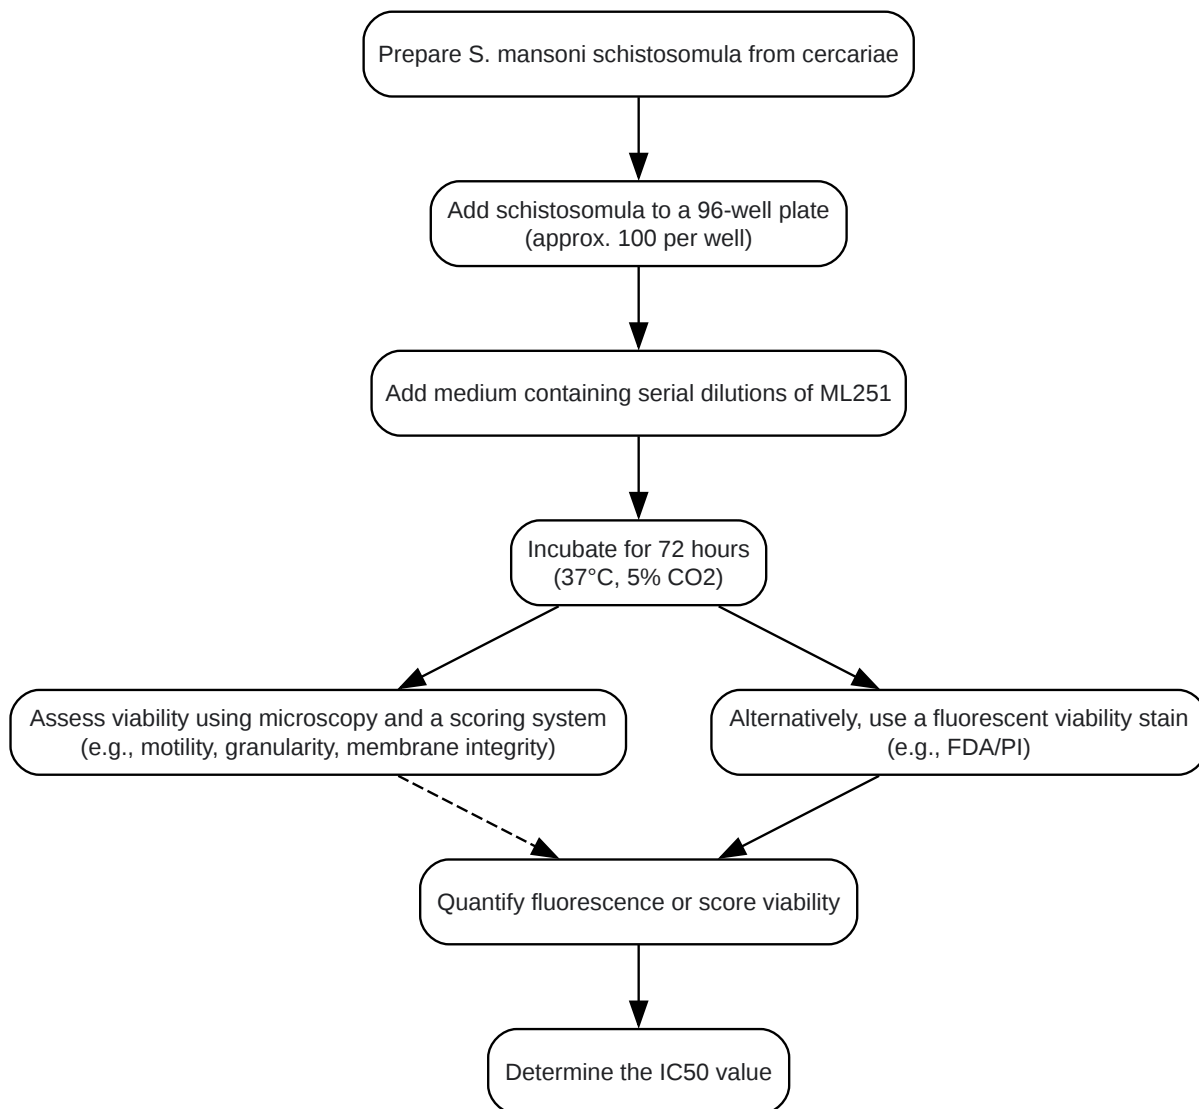 Prepare S. mansoni schistosomula from cercariae
Add schistosomula to a 96-well plate
(approx. 100 per well)
Add medium containing serial dilutions of ML251
Incubate for 72 hours
(37°C, 5% CO2)
Assess viability using microscopy and a scoring system
(e.g., motility, granularity, membrane integrity)
Alternatively, use a fluorescent viability stain
(e.g., FDA/PI)
Quantify fluorescence or score viability
Determine the IC50 value